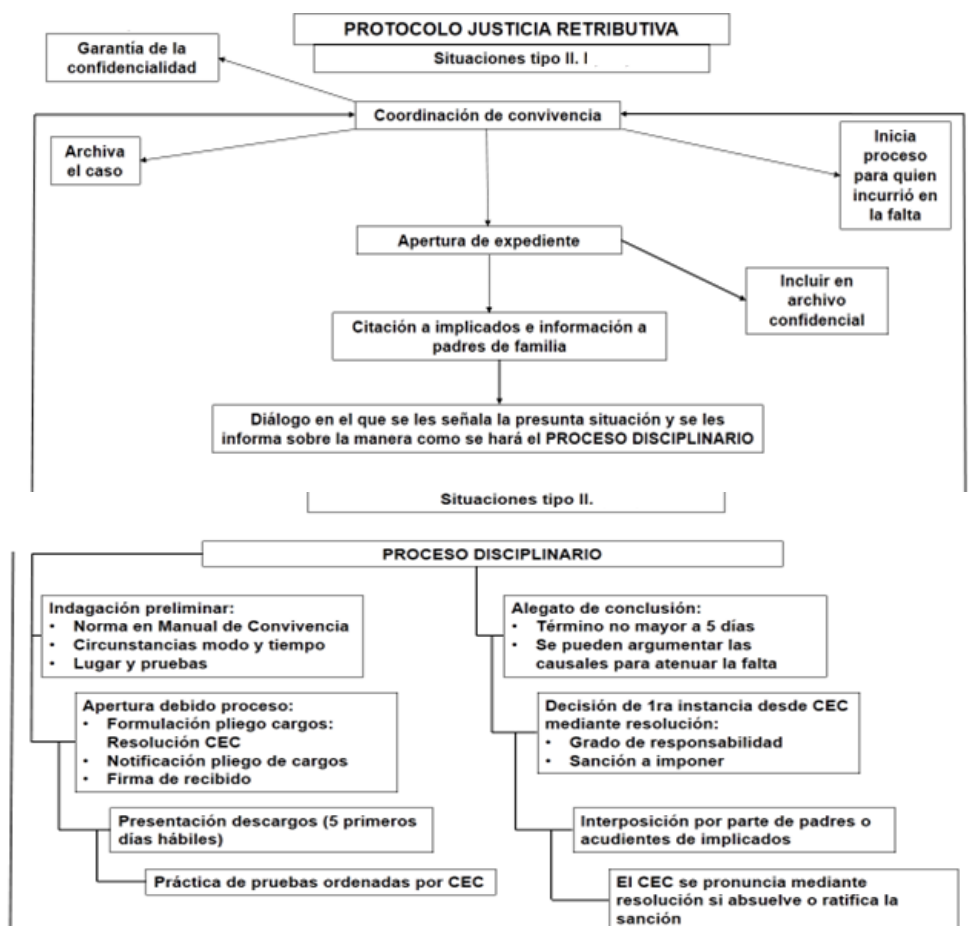 PROTOCOLO JUSTICIA RETRIBUTIVA
Situaciones tipo II. I
Garantía de la
confidencialidad
Coordinación de convivencia
Archiva
el caso
Inicia
proceso
para quien
incurrió en
la falta
Apertura de expediente
Incluir en
archivo
confidencial
Citación a implicados e información a
padres de familia
Diálogo en el que se les señala la presunta situación y se les
informa sobre la manera como se hará el PROCESO DISCIPLINARIO
Situaciones tipo II.
PROCESO DISCIPLINARIO
Indagación preliminar:
• Norma en Manual de Convivencia
• Circunstancias modo y tiempo
• Lugar y pruebas
Apertura debido proceso:
• Formulación pliego cargos:
Resolución CEC
• Notificación pliego de cargos
• Firma de recibido
Presentación descargos (5 primeros
días hábiles)
Práctica de pruebas ordenadas por CEC
Alegato de conclusión:
• Término no mayor a 5 días
• Se pueden argumentar las
causales para atenuar la falta
Decisión de 1ra instancia desde CEC
mediante resolución:
• Grado de responsabilidad
• Sanción a imponer
Interposición por parte de padres o
acudientes de implicados
El CEC se pronuncia mediante
resolución si absuelve o ratifica la
sanción